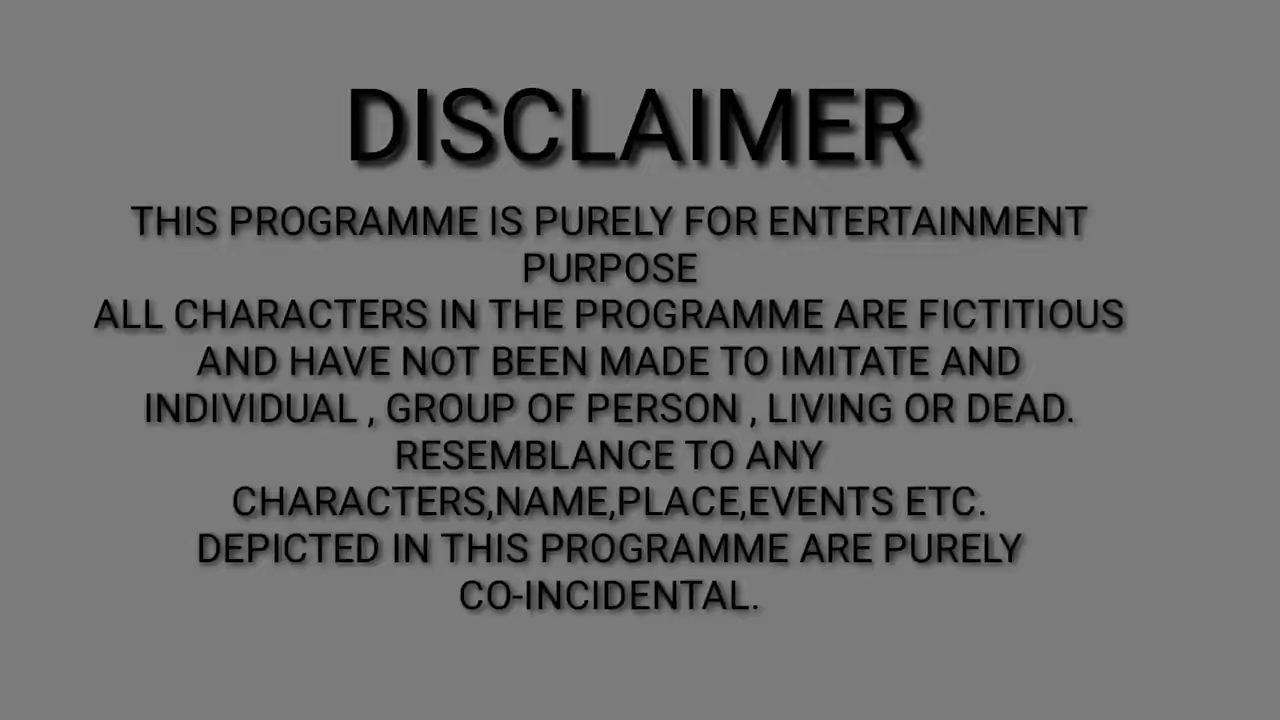 DISCLAIMER
THIS PROGRAMME IS PURELY FOR ENTERTAINMENT
PURPOSE
ALL CHARACTERS IN THE PROGRAMME ARE FICTITIOUS
AND HAVE NOT BEEN MADE TO IMITATE AND
INDIVIDUAL , GROUP OF PERSON , LIVING OR DEAD.
RESEMBLANCE TO ANY
CHARACTERS,NAME,PLACE,EVENTS ETC.
DEPICTED IN THIS PROGRAMME ARE PURELY
CO-INCIDENTAL.